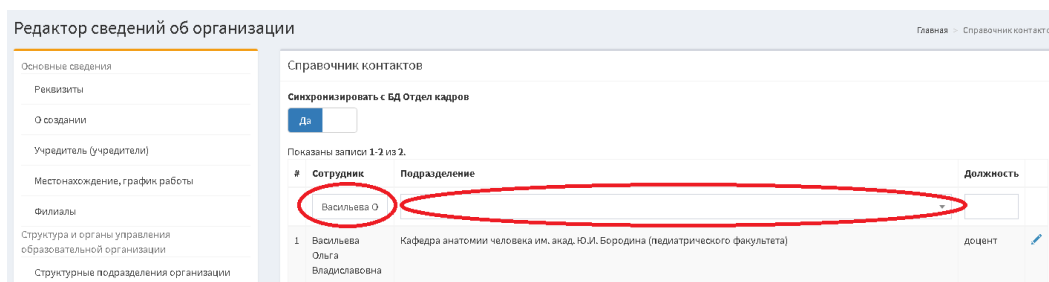 Редактор сведений об организации
Главная > Справочник контакто
Основные сведения
Реквизиты
О создании
Учредитель (учредители)
Местонахождение, график работы
Филиалы
Структура и органы управления
образовательной организации
Структурные подразделения организации
Справочник контактов
Синхронизировать с БД Отдел кадров
Да
Показаны записи 1-2 из 2.
# Сотрудник Подразделение Должность
Васильева О
1 Васильева Ольга Владиславовна Кафедра анатомии человека им. акад. Ю.И. Бородина (педиатрического факультета) доцент